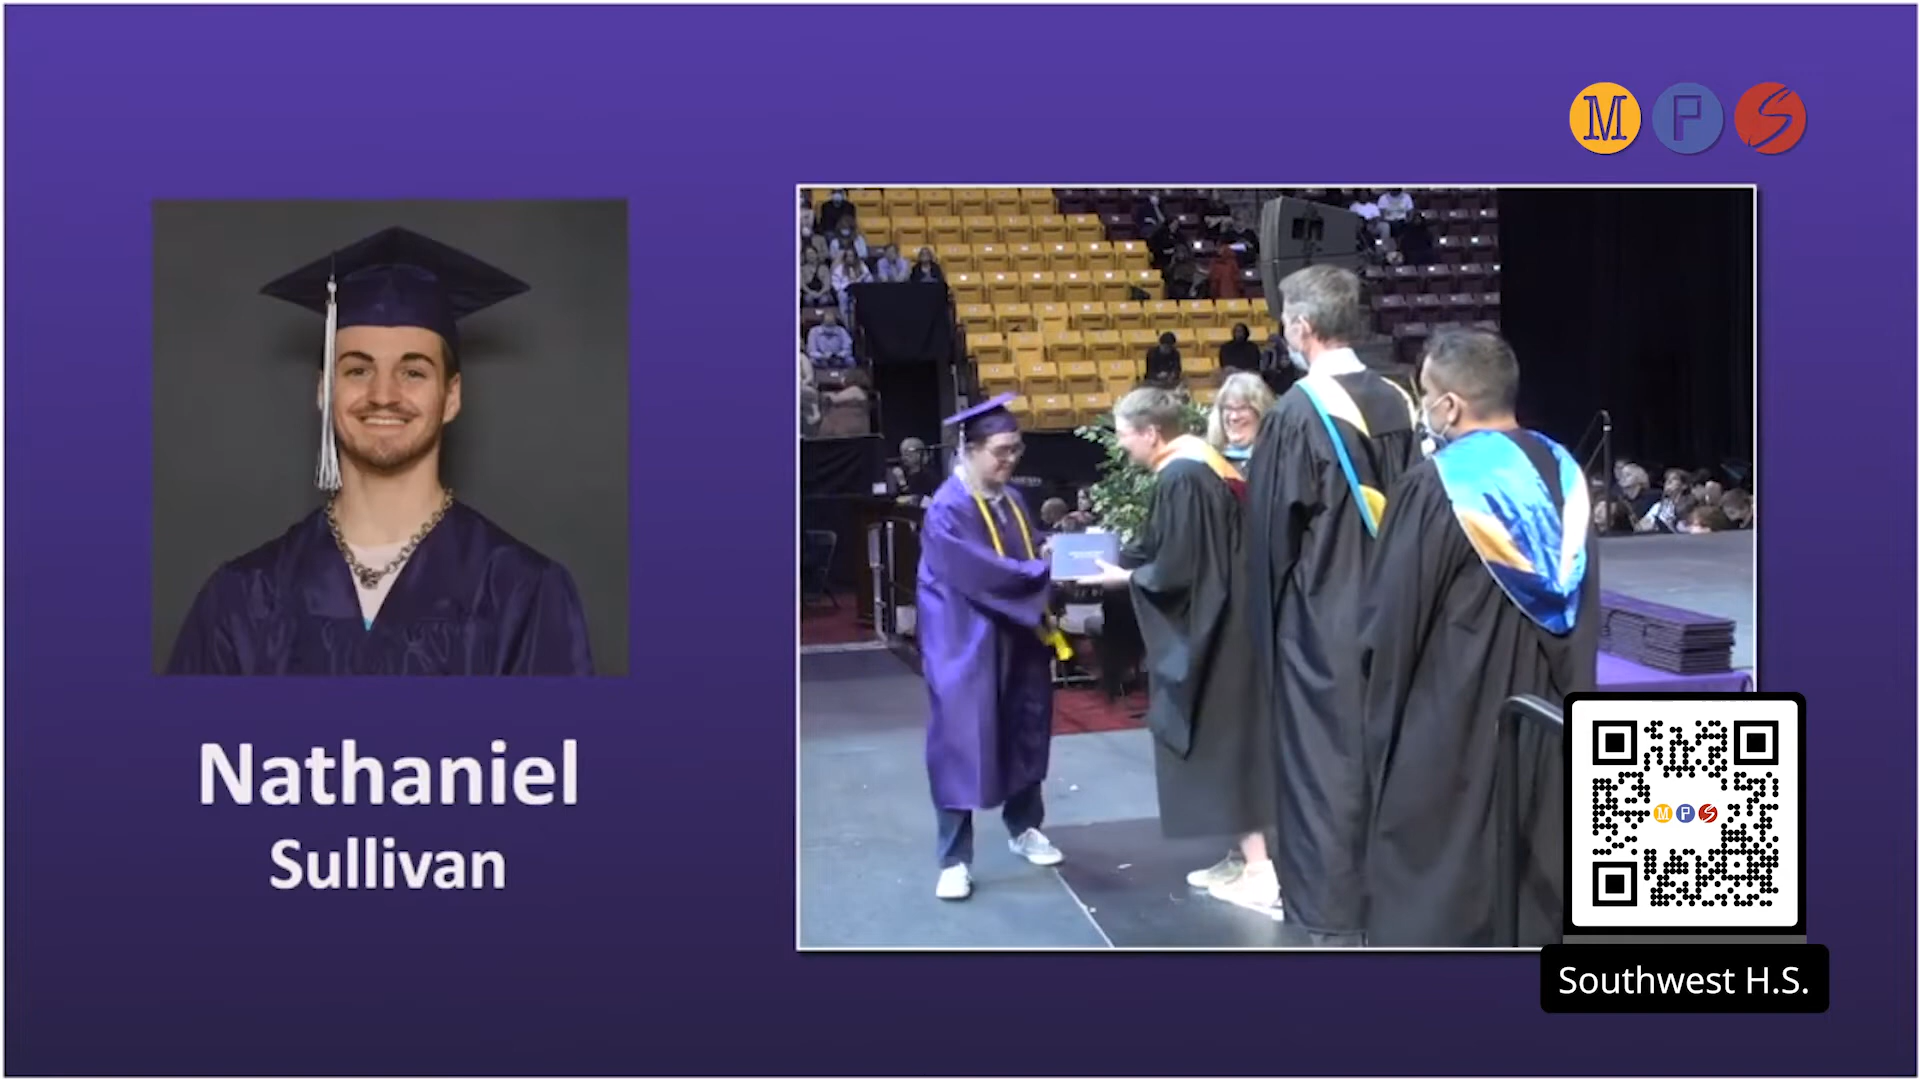 M P S
Nathaniel
Sullivan
M P S
Southwest H.S.